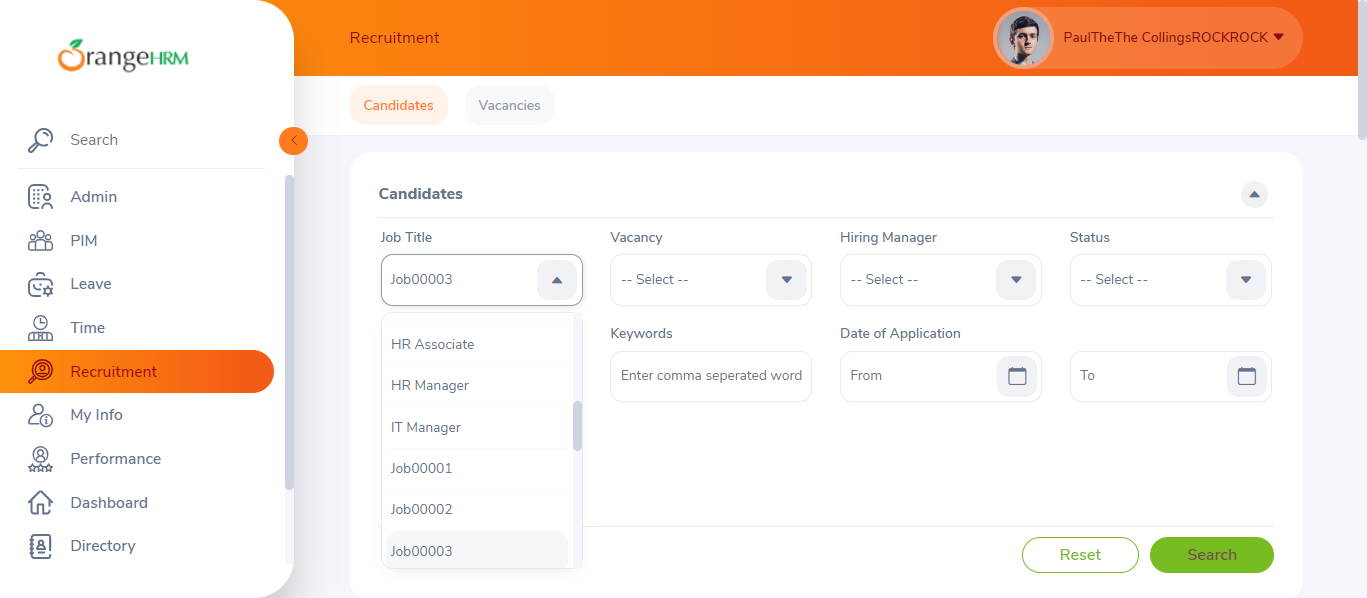 OrangeHRM
Search
Admin
PIM
Leave
Time
Recruitment
My Info
Performance
Dashboard
Directory
Recruitment
PaulTheThe CollingsROCKROCK
Candidates
Vacancies
Candidates
Job Title
Vacancy
Hiring Manager
Status
Job00003
-- Select --
-- Select --
-- Select --
HR Associate
HR Manager
IT Manager
Job00001
Job00002
Job00003
Keywords
Date of Application
Enter comma seperated word
From
To
Reset
Search